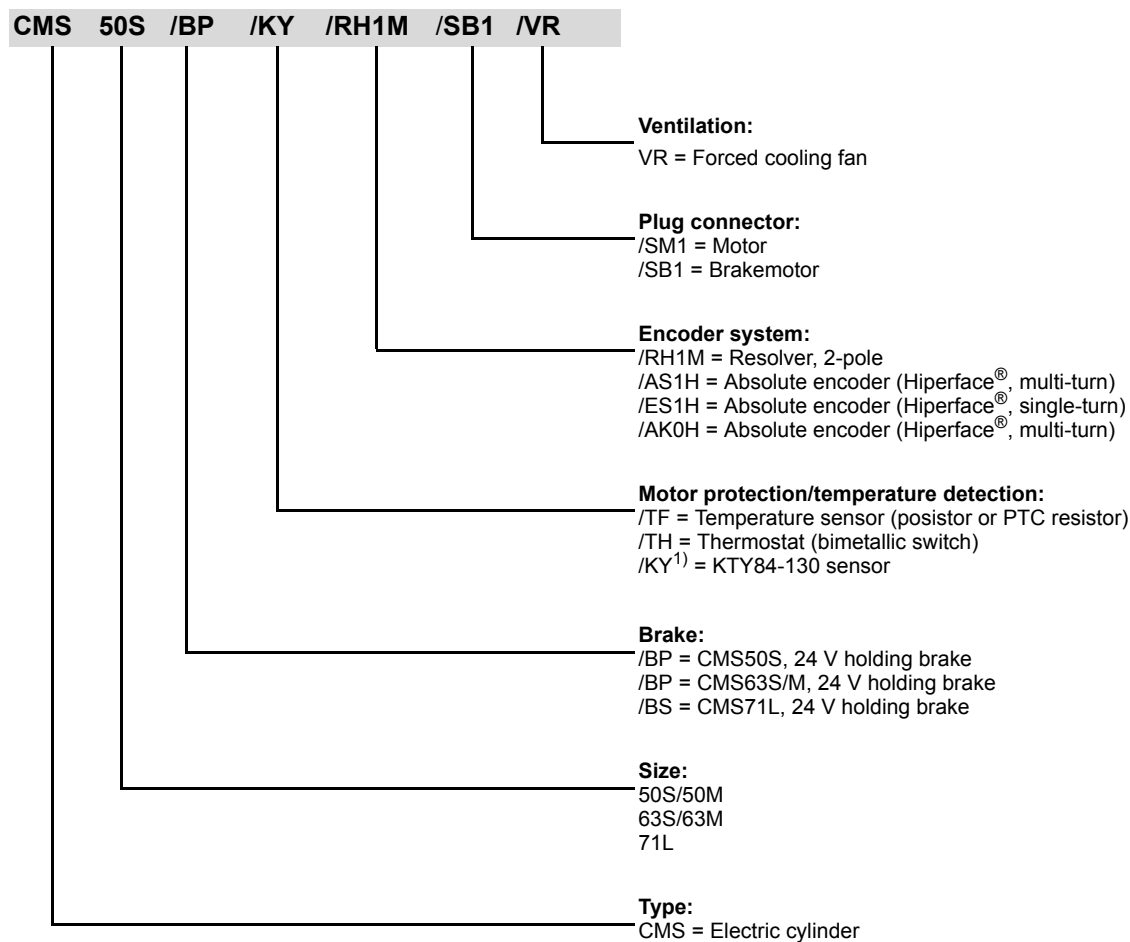 CMS 50S /BP /KY /RH1M /SB1 /VR
Ventilation:
VR = Forced cooling fan
Plug connector:
/SM1 = Motor
/SB1 = Brakemotor
Encoder system:
/RH1M = Resolver, 2-pole
/AS1H = Absolute encoder (Hiperface®, multi-turn)
/ES1H = Absolute encoder (Hiperface®, single-turn)
/AK0H = Absolute encoder (Hiperface®, multi-turn)
Motor protection/temperature detection:
/TF = Temperature sensor (posistor or PTC resistor)
/TH = Thermostat (bimetallic switch)
/KY1) = KTY84-130 sensor
Brake:
/BP = CMS50S, 24 V holding brake
/BP = CMS63S/M, 24 V holding brake
/BS = CMS71L, 24 V holding brake
Size:
50S/50M
63S/63M
71L
Type:
CMS = Electric cylinder